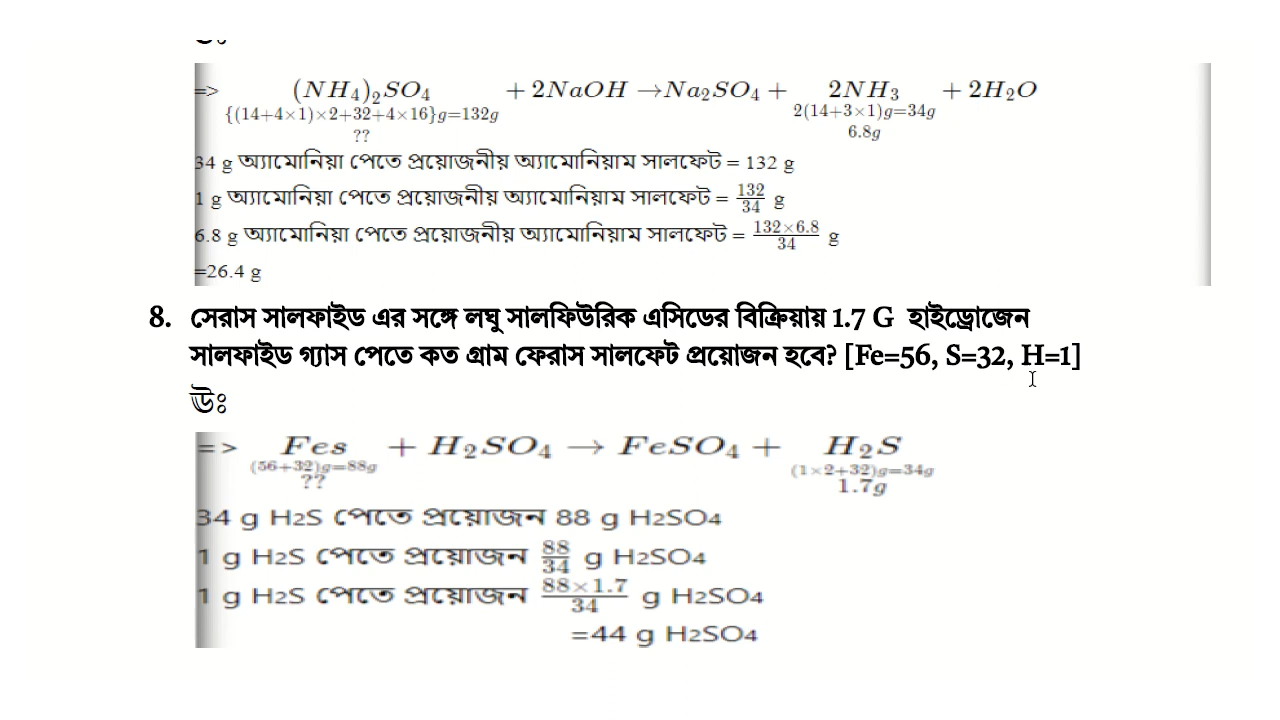 => (NH4)2SO4 + 2NaOH →Na2SO4 + 2NH3 + 2H2O
{(14+4×1)×2+32+4×16}g=132g 2(14+3×1)g=34g
?? 6.8g
34 g অ্যামোনিয়া পেতে প্রয়োজনীয় অ্যামোনিয়াম সালফেট = 132 g
1 g অ্যামোনিয়া পেতে প্রয়োজনীয় অ্যামোনিয়াম সালফেট = 132/34 g
6.8 g অ্যামোনিয়া পেতে প্রয়োজনীয় অ্যামোনিয়াম সালফেট = 132×6.8/34 g
=26.4 g
8. সেরাস সালফাইড এর সঙ্গে লঘু সালফিউরিক এসিডের বিক্রিয়ায় 1.7 G হাইড্রোজেন
সালফাইড গ্যাস পেতে কত গ্রাম ফেরাস সালফেট প্রয়োজন হবে? [Fe=56, S=32, H=1]
উঃ
=> Fes + H2SO4 → FeSO4 + H2S
(56+32)g=88g (1×2+32)g=34g
?? 1.7g
34 g H2S পেতে প্রয়োজন 88 g H2SO4
1 g H2S পেতে প্রয়োজন 88/34 g H2SO4
1 g H2S পেতে প্রয়োজন 88×1.7/34 g H2SO4
=44 g H2SO4